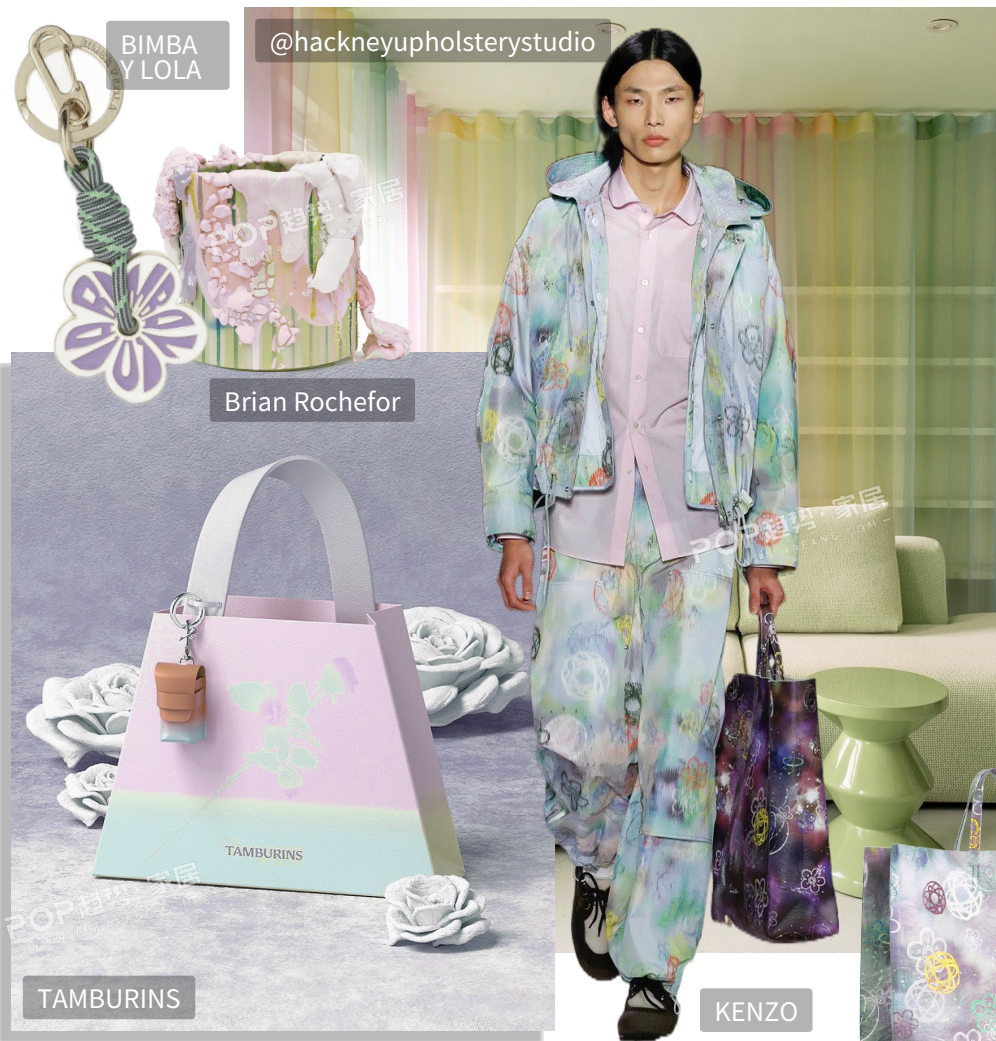 BIMBA
Y LOLA
@hackneyupholsterystudio
POP趋势·家居
Brian Rochefor
POP趋势·家居
TAMBURINS
POP趋势·家居
TAMBURINS
KENZO